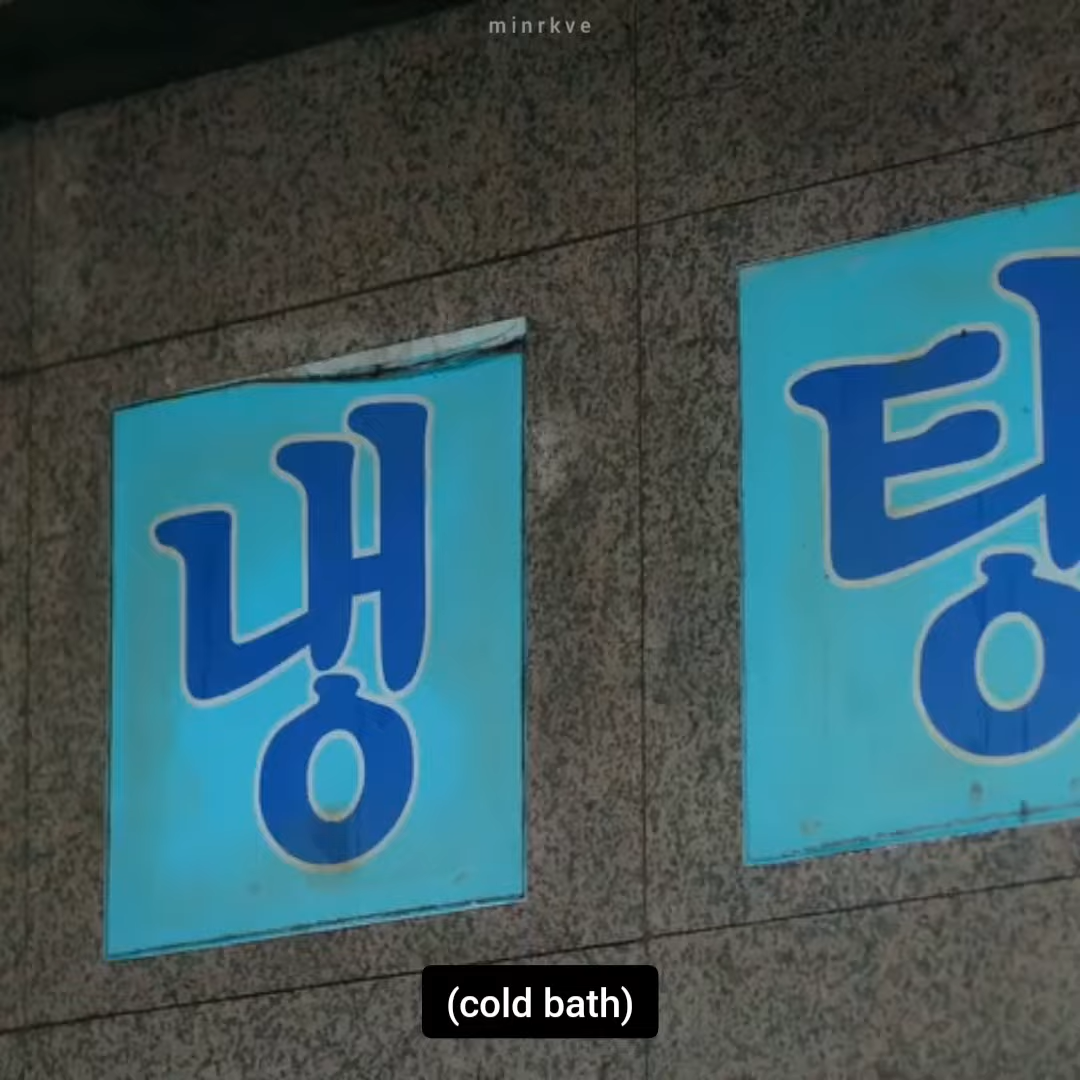 minrkve
냉 탕
(cold bath)